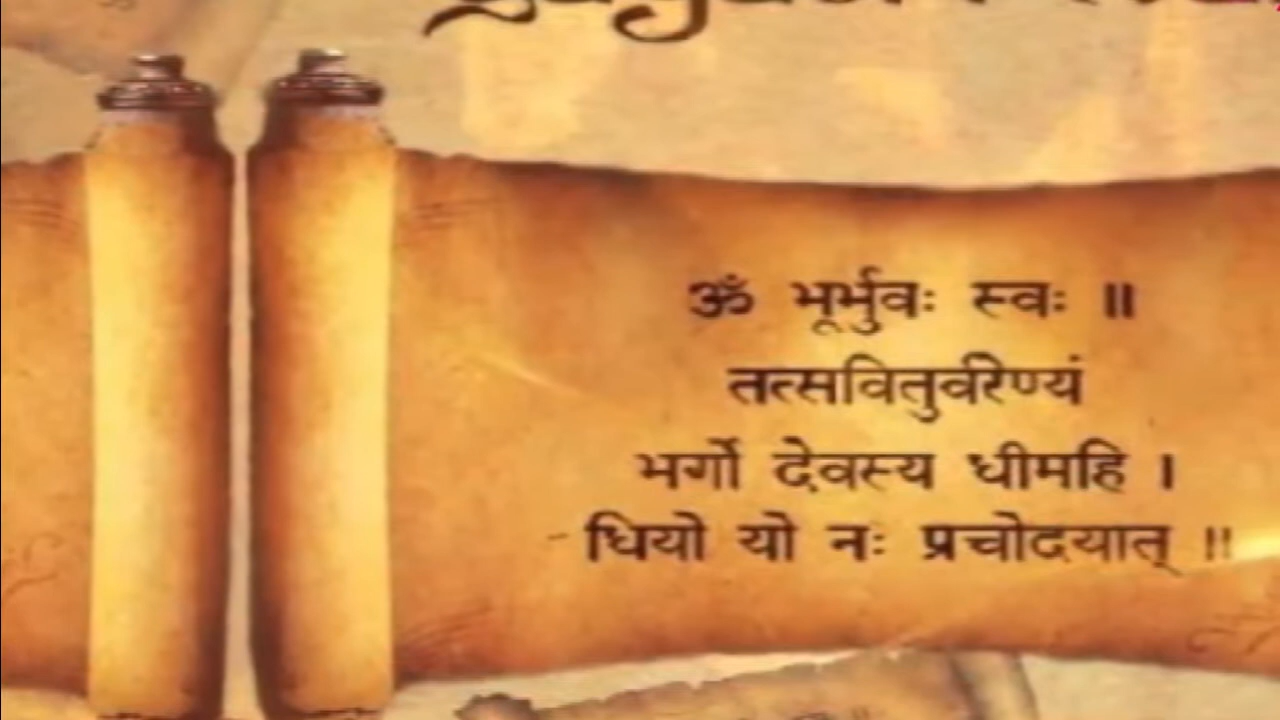 ॐ भूर्भुवः स्वः ॥
तत्सवितुर्वरेण्यं
भर्गो देवस्य धीमहि ।
धियो यो नः प्रचोदयात् ॥